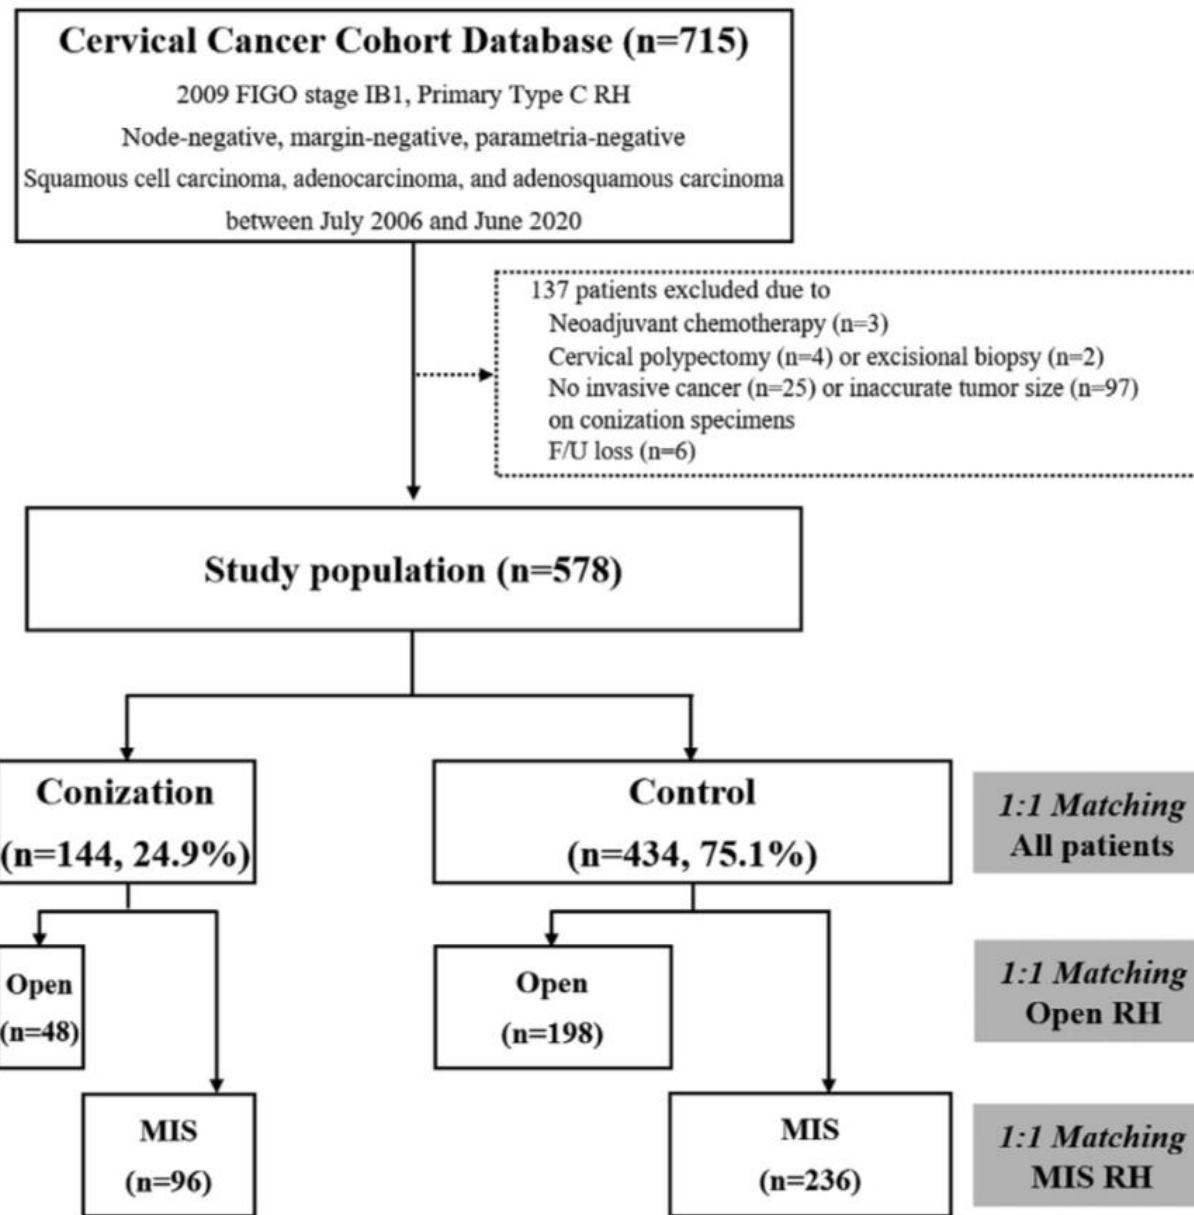 Cervical Cancer Cohort Database (n=715)
2009 FIGO stage IB1, Primary Type C RH
Node-negative, margin-negative, parametria-negative
Squamous cell carcinoma, adenocarcinoma, and adenosquamous carcinoma
between July 2006 and June 2020
137 patients excluded due to
Neoadjuvant chemotherapy (n=3)
Cervical polypectomy (n=4) or excisional biopsy (n=2)
No invasive cancer (n=25) or inaccurate tumor size (n=97)
on conization specimens
F/U loss (n=6)
Study population (n=578)
Conization
(n=144, 24.9%)
Control
(n=434, 75.1%)
1:1 Matching
All patients
Open
(n=48)
Open
(n=198)
1:1 Matching
Open RH
MIS
(n=96)
MIS
(n=236)
1:1 Matching
MIS RH